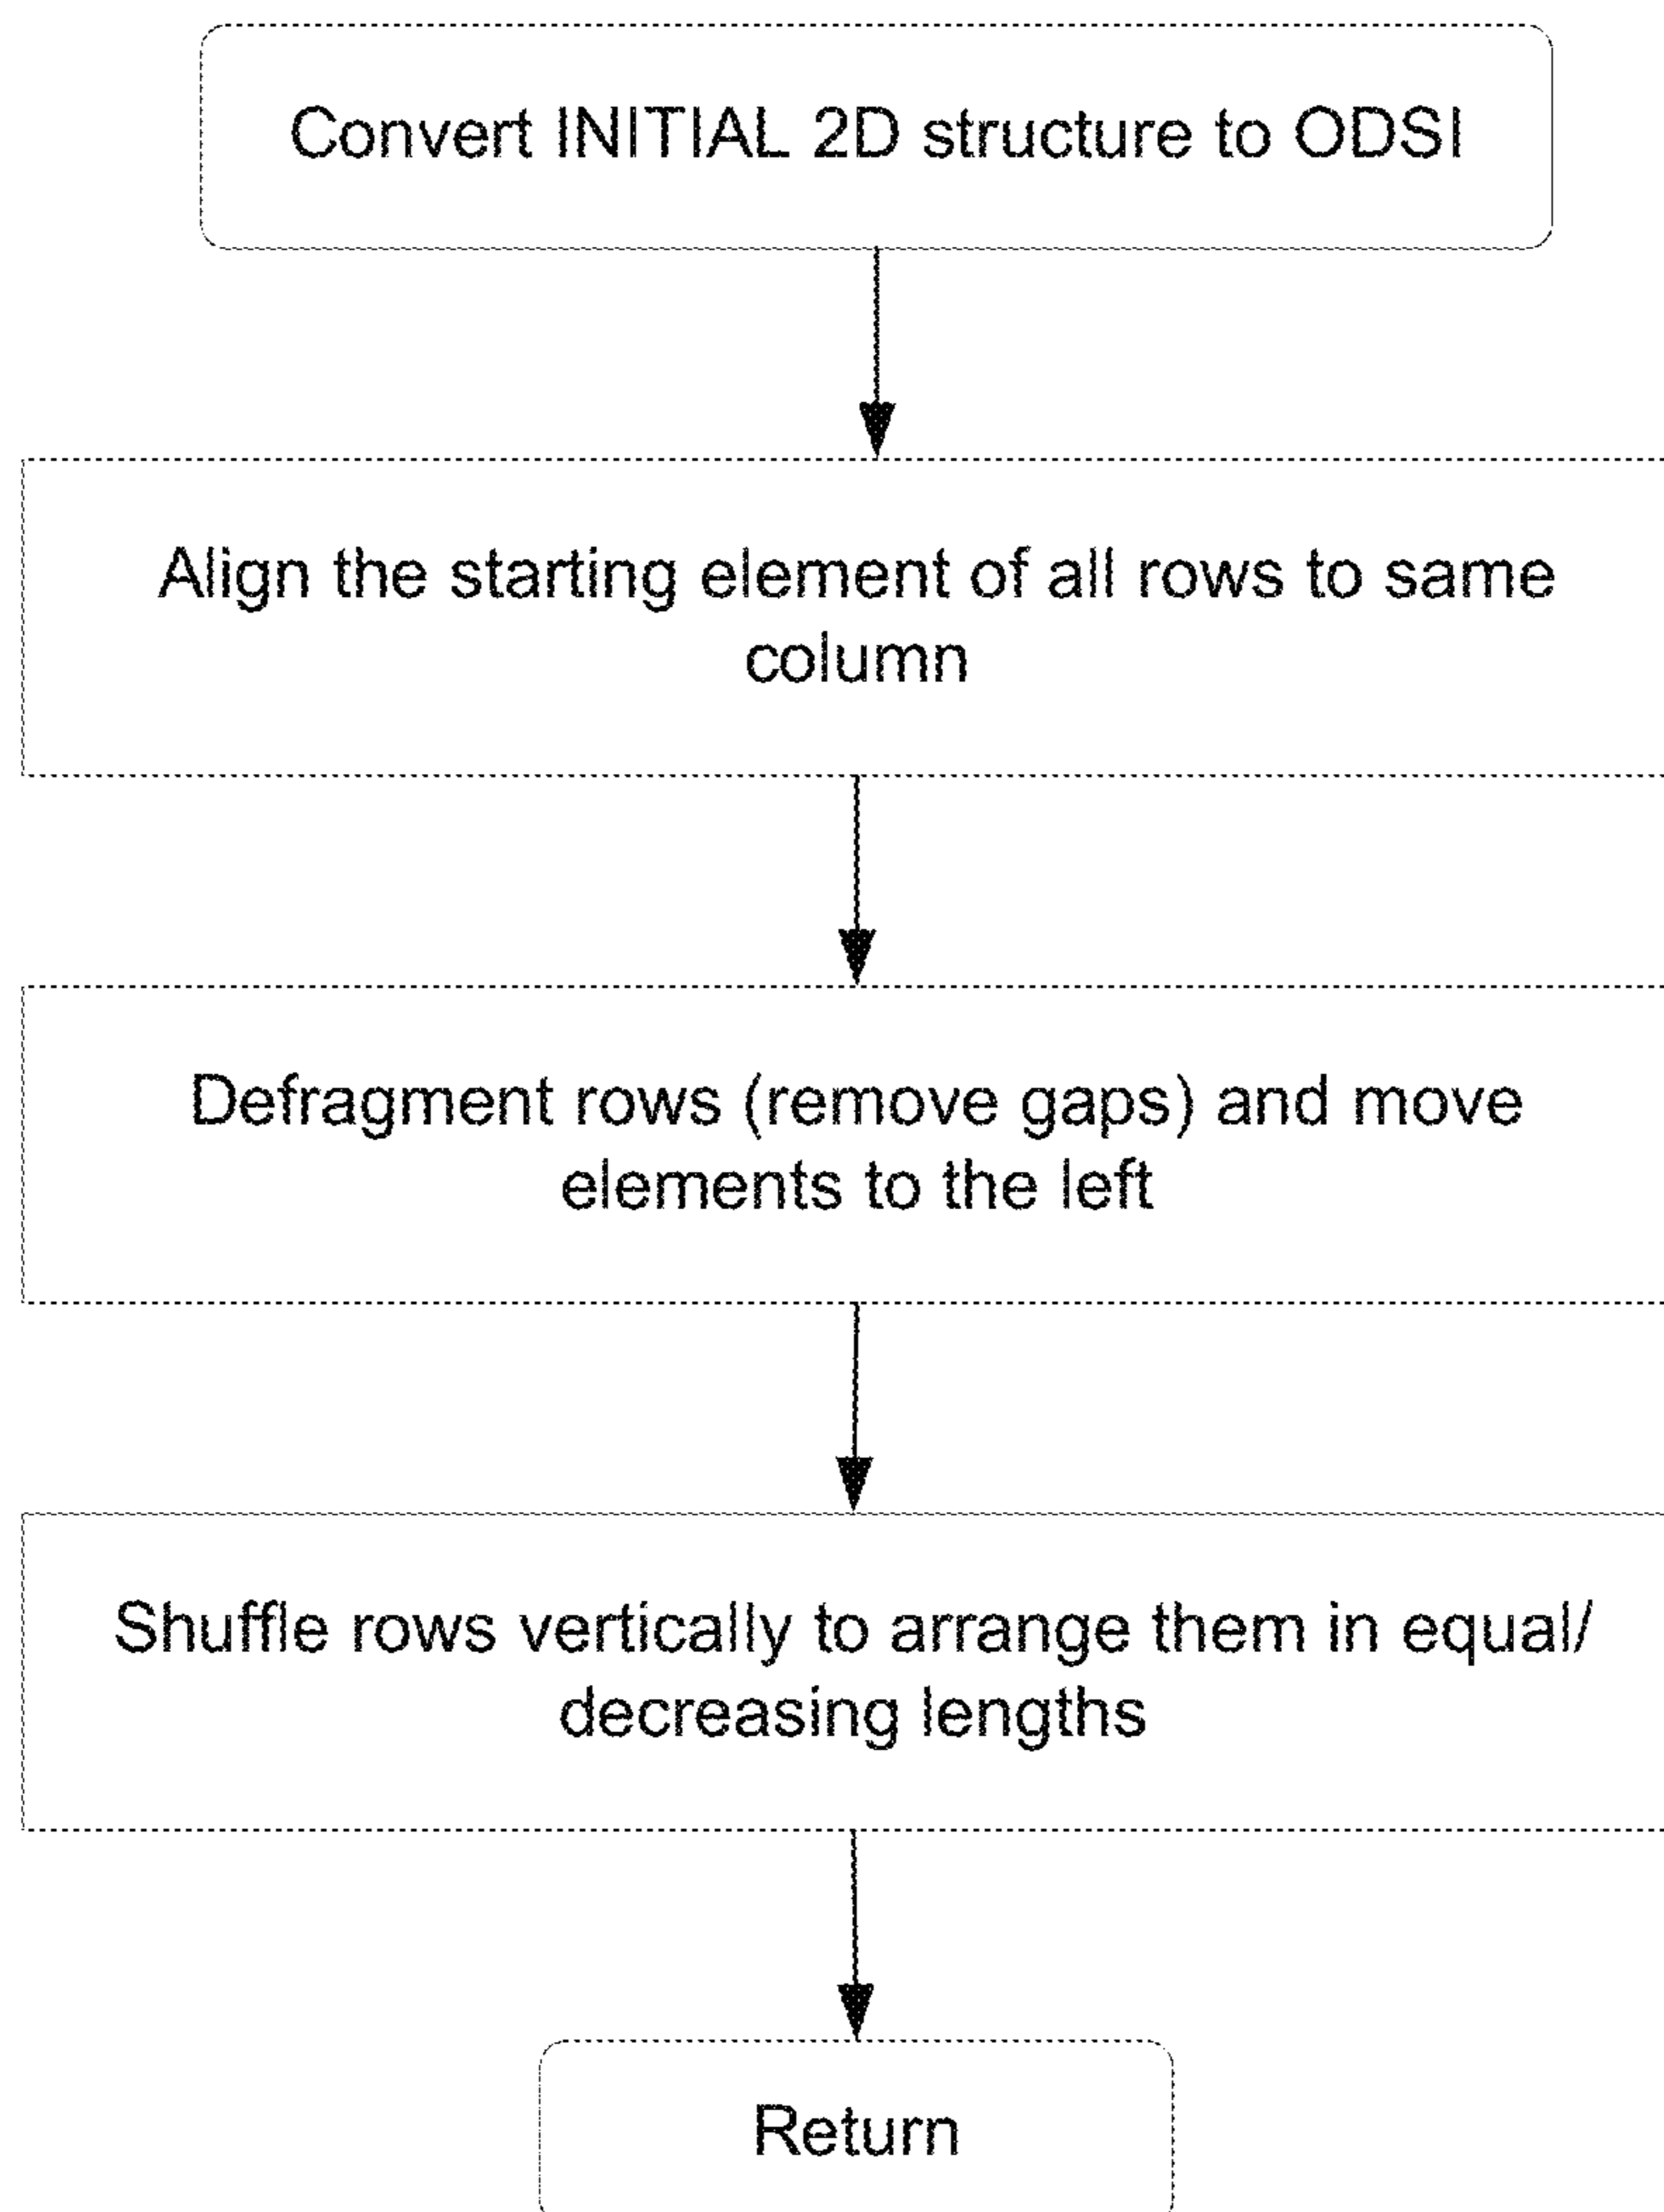 Convert INITIAL 2D structure to ODSI
Align the starting element of all rows to same
column
Defragment rows (remove gaps) and move
elements to the left
Shuffle rows vertically to arrange them in equal/
decreasing lengths
Return